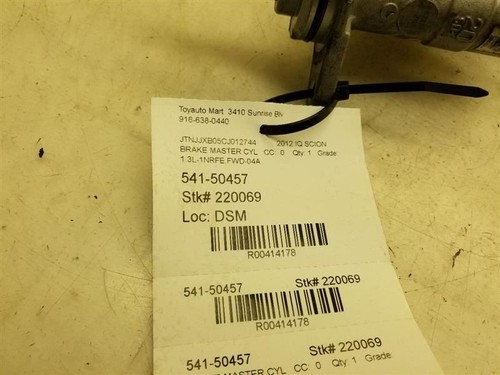 Toyauto Mart 3410 Sunrise Blv
916-638-0440
JTNJJXB05CJ012744 2012 IQ SCION
BRAKE MASTER CYL CC: 0 Qty: 1 Grade
1.3L-1NRFE,FWD-04A
541-50457
Stk# 220069
Loc: DSM
R00414178
541-50457 Stk# 220069
R00414178
541-50457 Stk# 220069
MASTER CYL CC: 0 Qty: 1 Grade